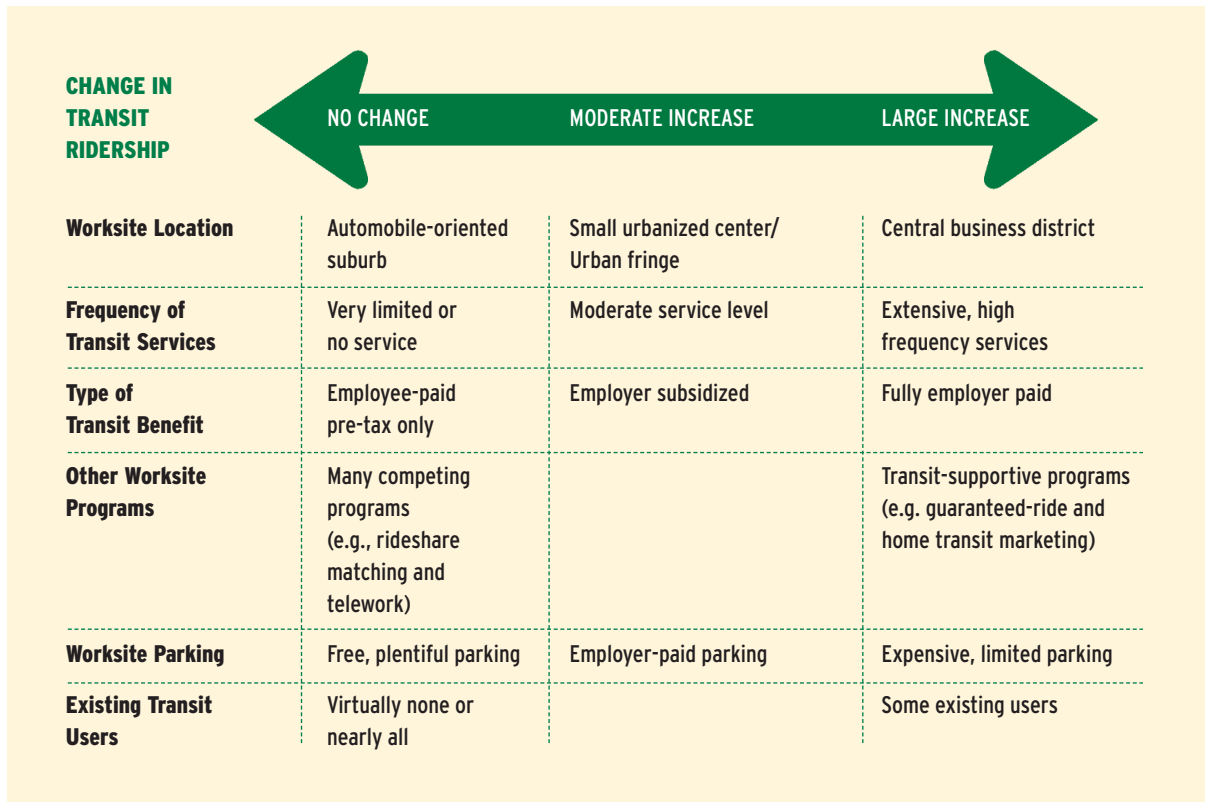 CHANGE IN
TRANSIT
RIDERSHIP
NO CHANGE
MODERATE INCREASE
LARGE INCREASE
Worksite Location
Automobile-oriented
suburb
Small urbanized center/
Urban fringe
Central business district
Frequency of
Transit Services
Very limited or
no service
Moderate service level
Extensive, high
frequency services
Type of
Transit Benefit
Employee-paid
pre-tax only
Employer subsidized
Fully employer paid
Other Worksite
Programs
Many competing
programs
(e.g., rideshare
matching and
telework)
Transit-supportive programs
(e.g. guaranteed-ride and
home transit marketing)
Worksite Parking
Free, plentiful parking
Employer-paid parking
Expensive, limited parking
Existing Transit
Users
Virtually none or
nearly all
Some existing users